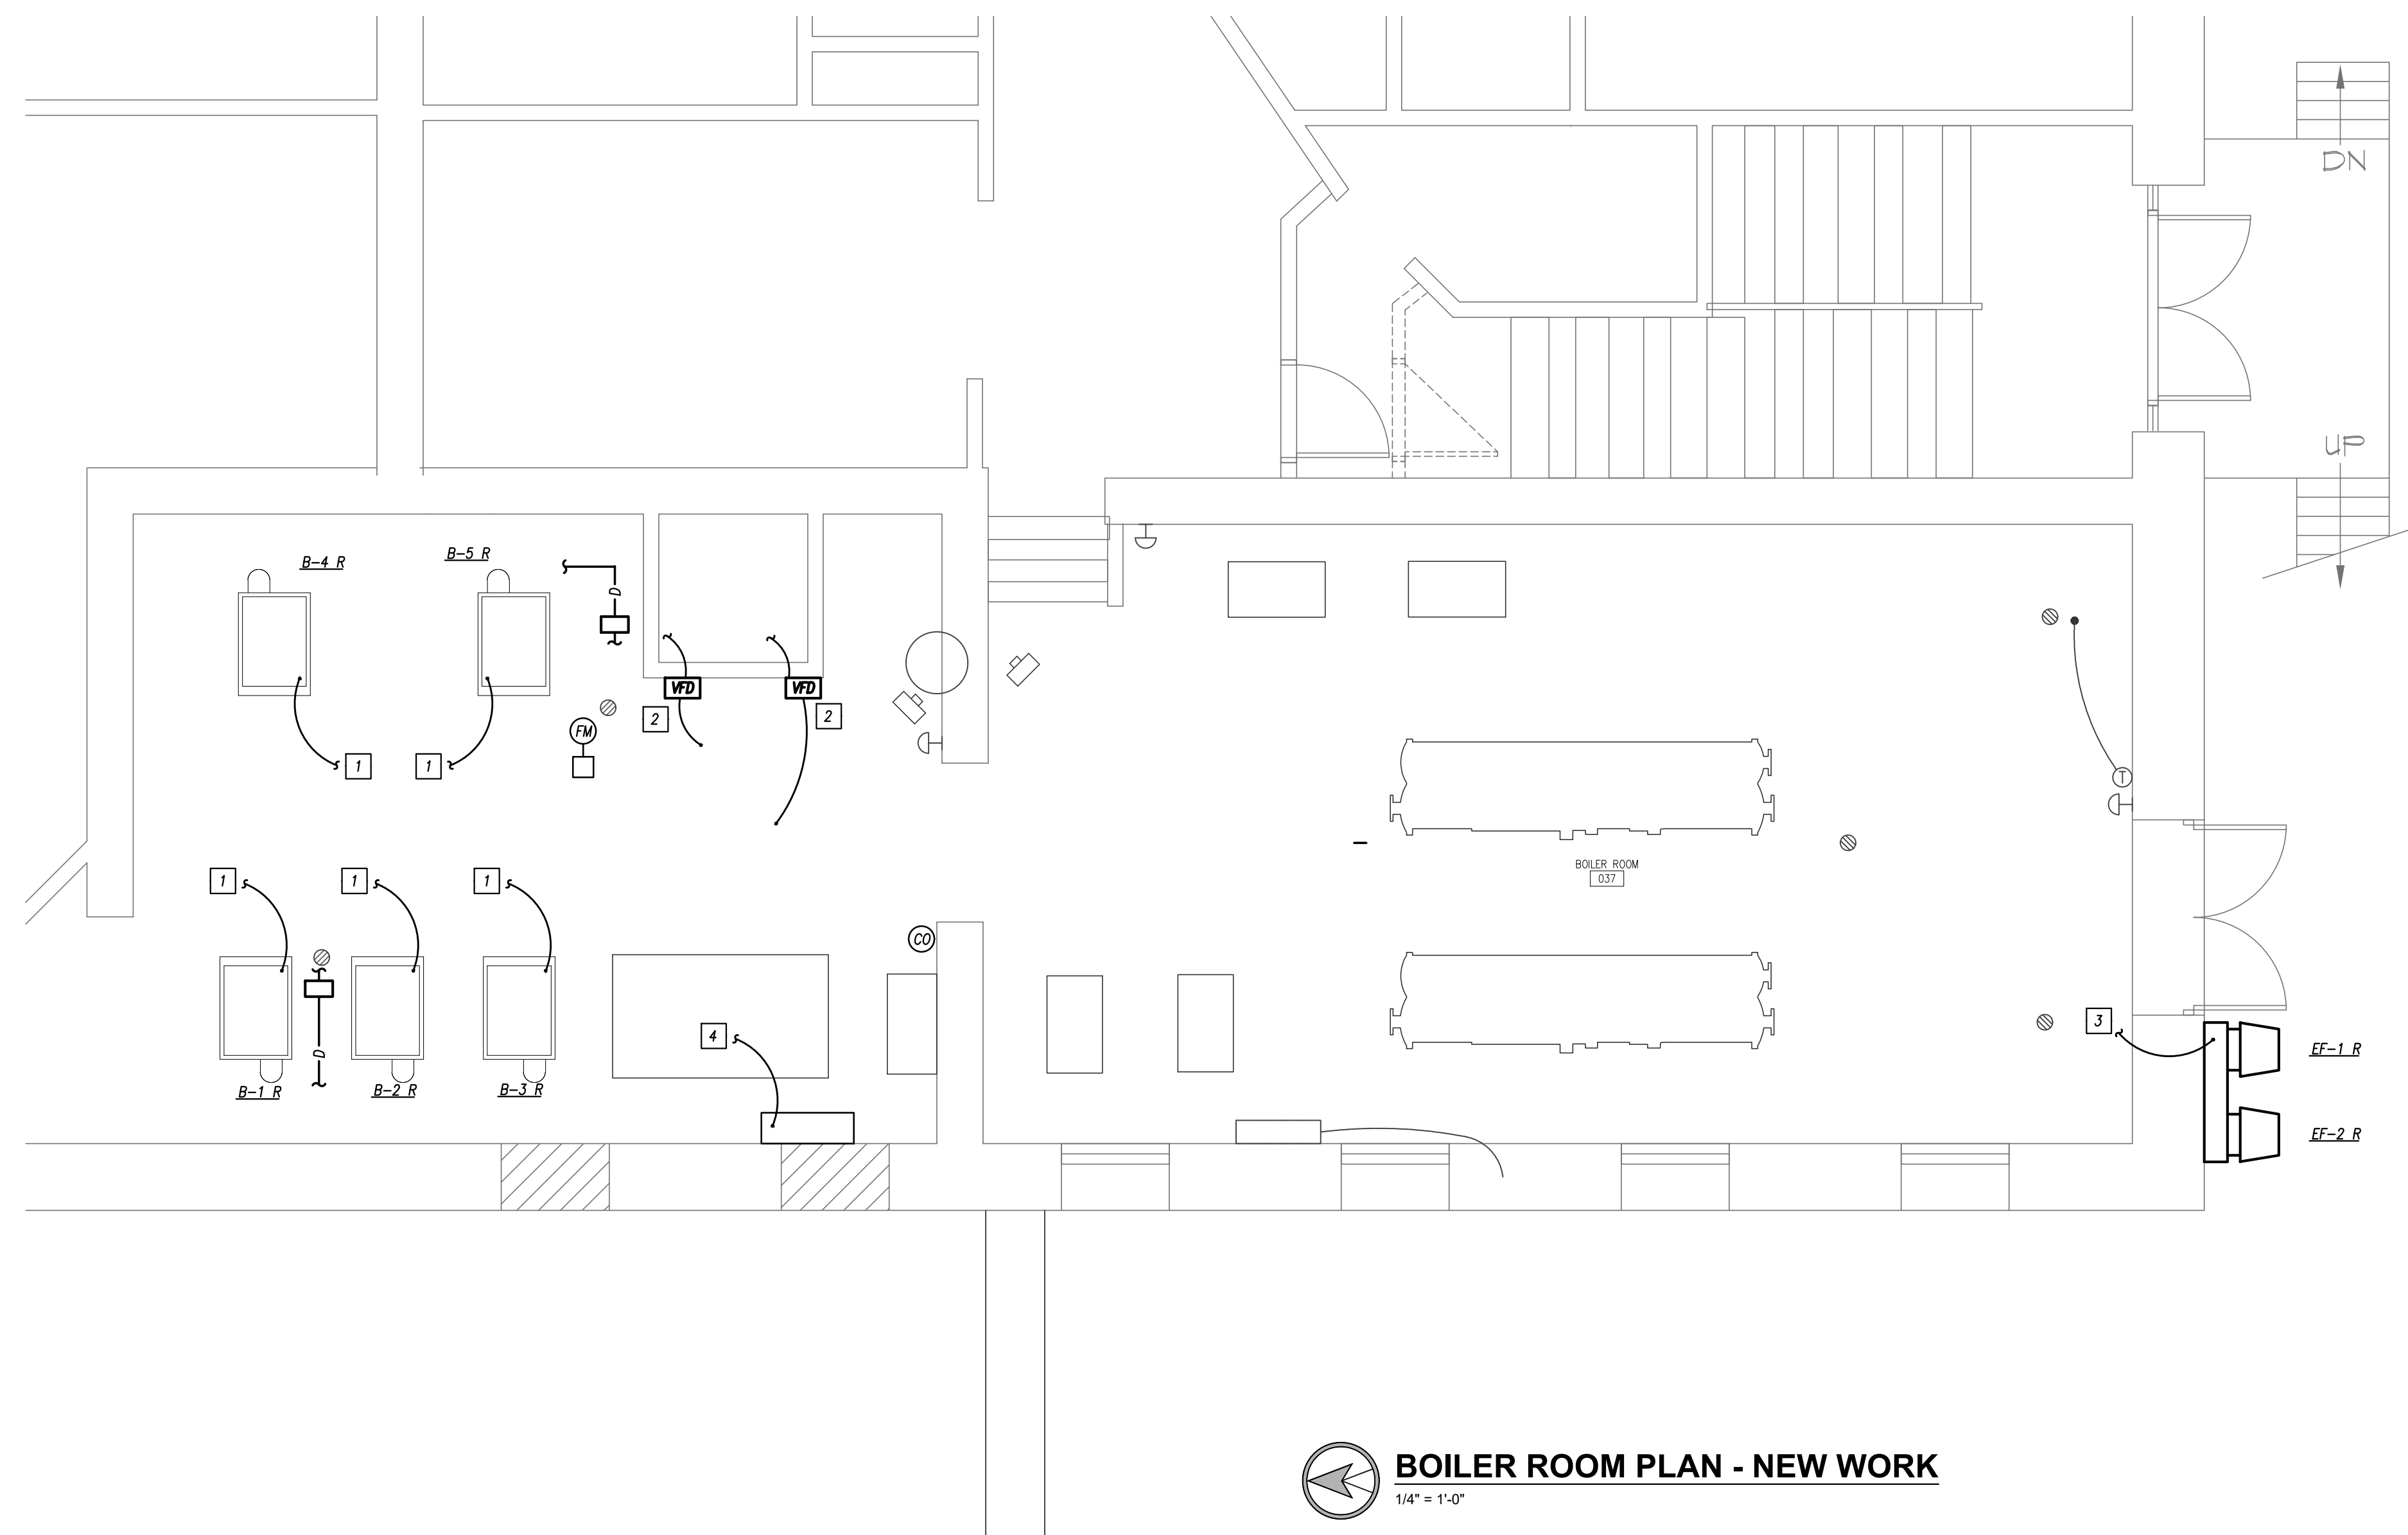 DN
UP
B-4 R
B-5 R
D
VFD
VFD
2
2
FM
1
1
T
BOILER ROOM
037
1
1
1
CO
D
4
3
B-1 R
B-2 R
B-3 R
EF-1 R
EF-2 R
BOILER ROOM PLAN - NEW WORK
1/4" = 1'-0"